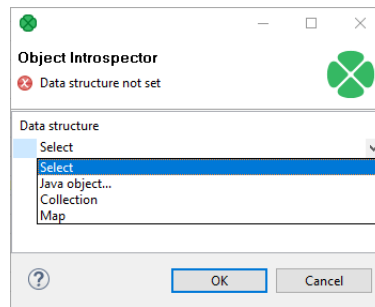 Object Introspector
Data structure not set
Data structure
Select
Select
Java object...
Collection
Map
?
OK
Cancel